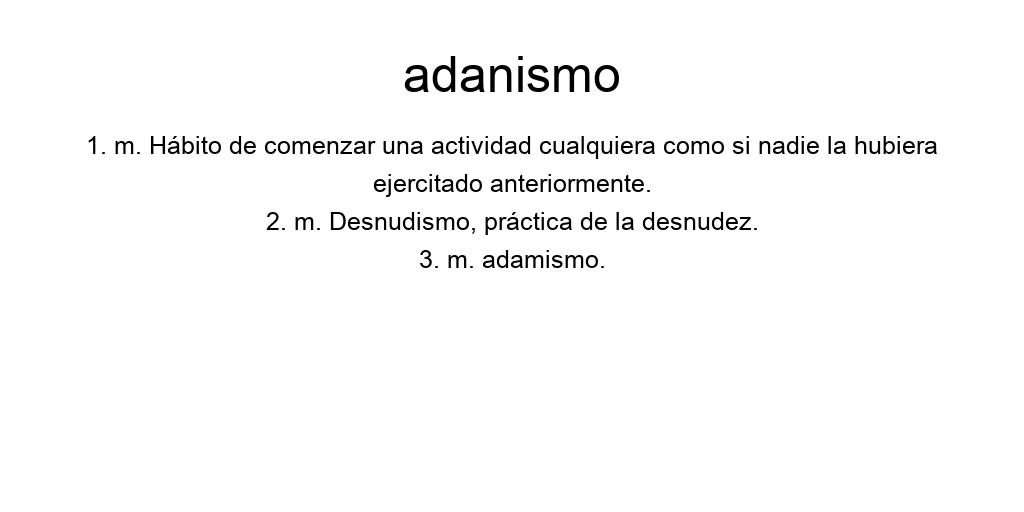 adanismo
1. m. Hábito de comenzar una actividad cualquiera como si nadie la hubiera
ejercitado anteriormente.
2. m. Desnudismo, práctica de la desnudez.
3. m. adamismo.